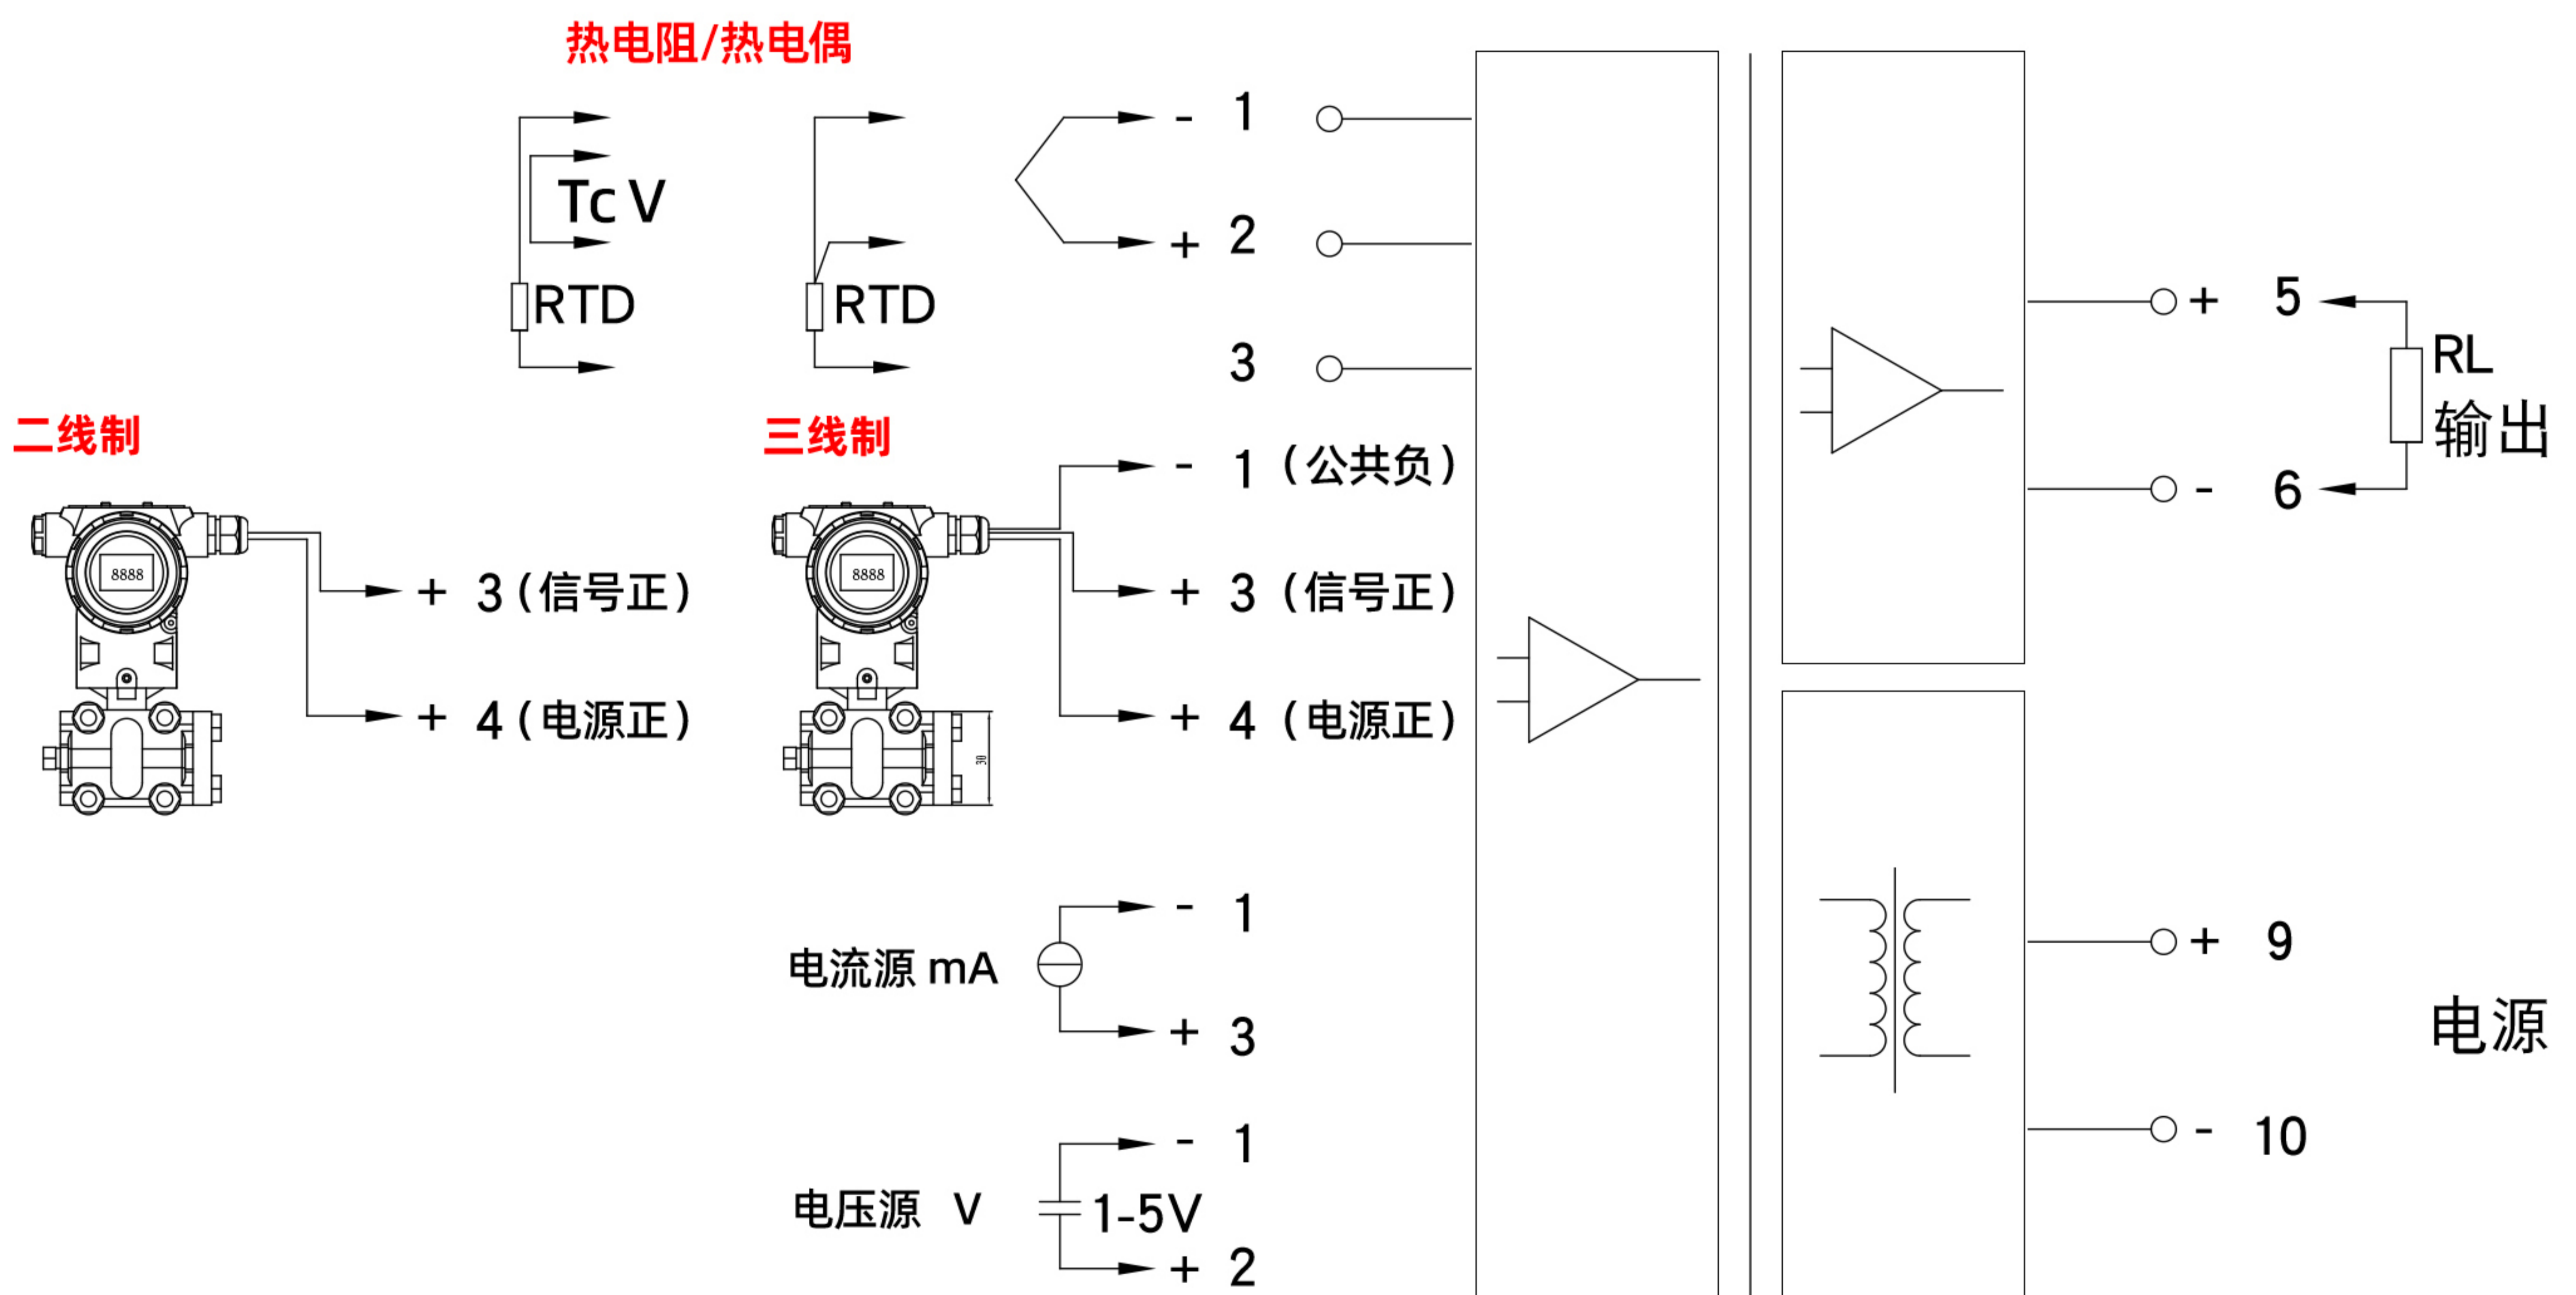 热电阻/热电偶
- 1
Tc V
+ 2
RTD
RTD
3
+ 5
RL
输出
- 6
二线制
三线制
- 1 (公共负)
8888
+ 3 (信号正)
+ 4 (电源正)
8888
+ 3 (信号正)
+ 4 (电源正)
30
电流源 mA
- 1
+ 3
+ 9
电源
- 10
电压源 V
- 1
1-5V
+ 2